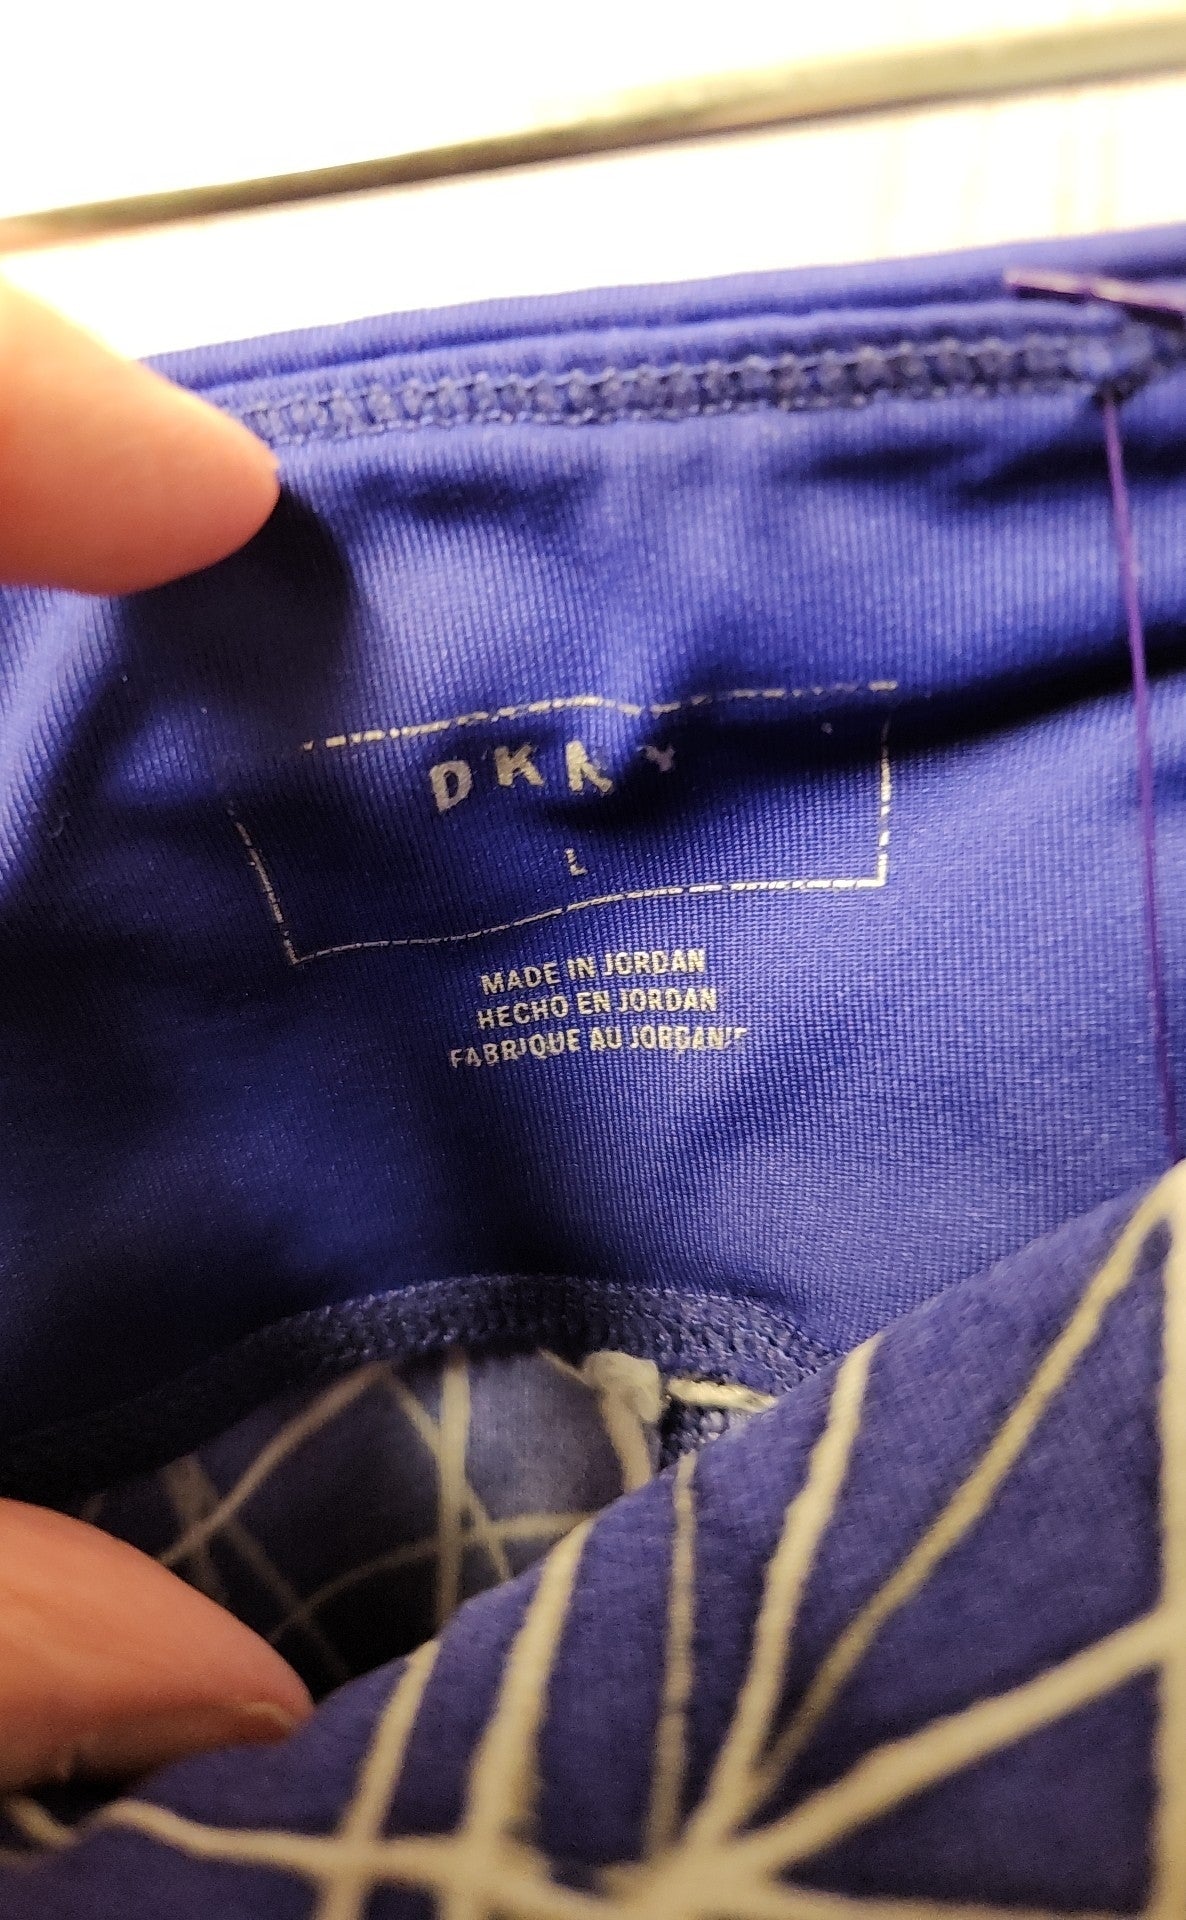 DKNY
L
MADE IN JORDAN
HECHO EN JORDAN
FABRIQUE AU JORDANIE